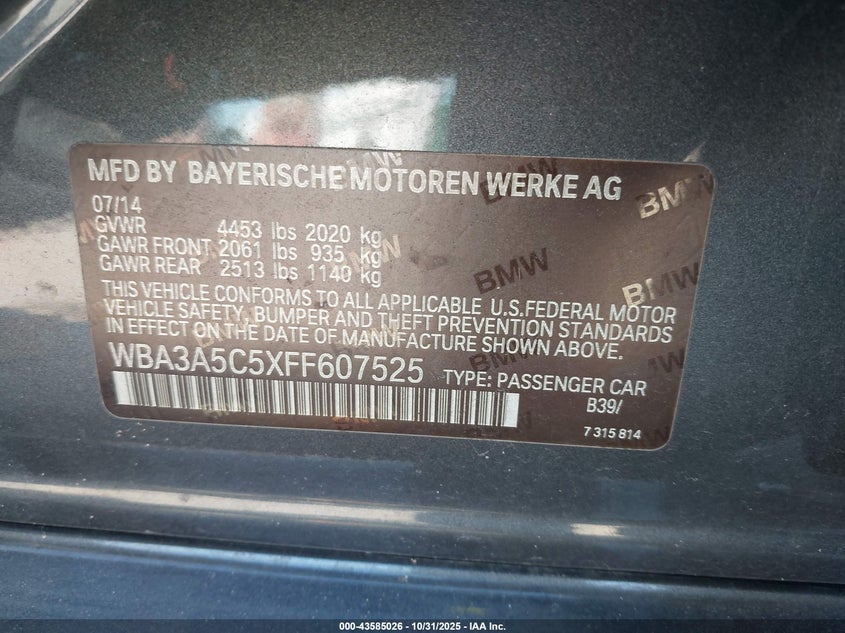 MFD BY BAYERISCHE MOTOREN WERKE AG
07/14
GVWR 4453 lbs 2020 kg
GAWR FRONT 2061 lbs 935 kg
GAWR REAR 2513 lbs 1140 kg
THIS VEHICLE CONFORMS TO ALL APPLICABLE U.S.FEDERAL MOTOR
VEHICLE SAFETY, BUMPER AND THEFT PREVENTION STANDARDS
IN EFFECT ON THE DATE OF MANUFACTURE SHOWN ABOVE.
WBA3A5C5XFF607525 TYPE: PASSENGER CAR
B39/
7 315 814
BMW
BMW
BMW
000-43585026 - 10/31/2025 - IAA Inc.